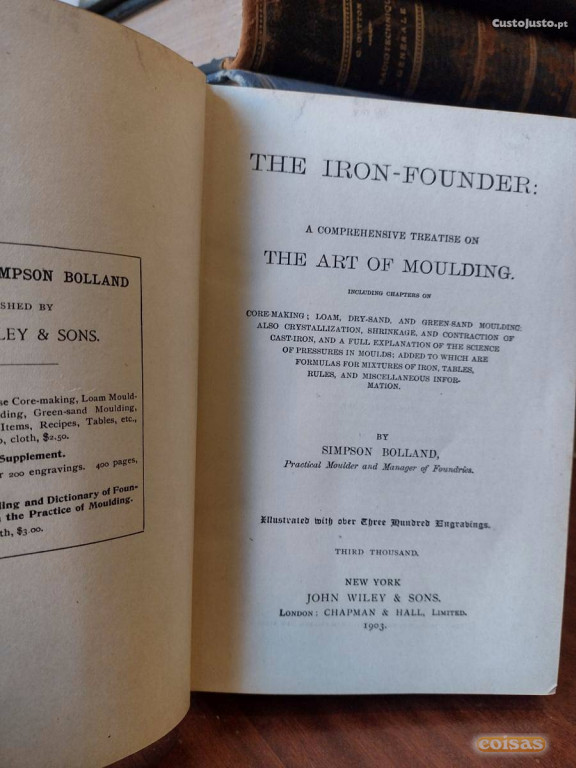 CustoJusto.pt
G. DUTTON
RADIOTECHNIQUE
GÉNÉRALE
MPSON BOLLAND
SHED BY
LEY & SONS.
se Core-making, Loam Mould-
ding, Green-sand Moulding,
Items, Recipes, Tables, etc.,
o, cloth, $2.50.
Supplement.
r 200 engravings. 400 pages,
ding and Dictionary of Foun-
the Practice of Moulding.
th, $3.00.
THE IRON-FOUNDER:
A COMPREHENSIVE TREATISE ON
THE ART OF MOULDING.
INCLUDING CHAPTERS ON
CORE-MAKING; LOAM, DRY-SAND, AND GREEN-SAND MOULDING;
ALSO CRYSTALLIZATION, SHRINKAGE, AND CONTRACTION OF
CAST-IRON, AND A FULL EXPLANATION OF THE SCIENCE
OF PRESSURES IN MOULDS; ADDED TO WHICH ARE
FORMULAS FOR MIXTURES OF IRON, TABLES,
RULES, AND MISCELLANEOUS INFOR-
MATION.
BY
SIMPSON BOLLAND,
Practical Moulder and Manager of Foundries.
Illustrated with over Three Hundred Engravings.
THIRD THOUSAND.
NEW YORK
JOHN WILEY & SONS.
LONDON: CHAPMAN & HALL, LIMITED.
1903.
coisas